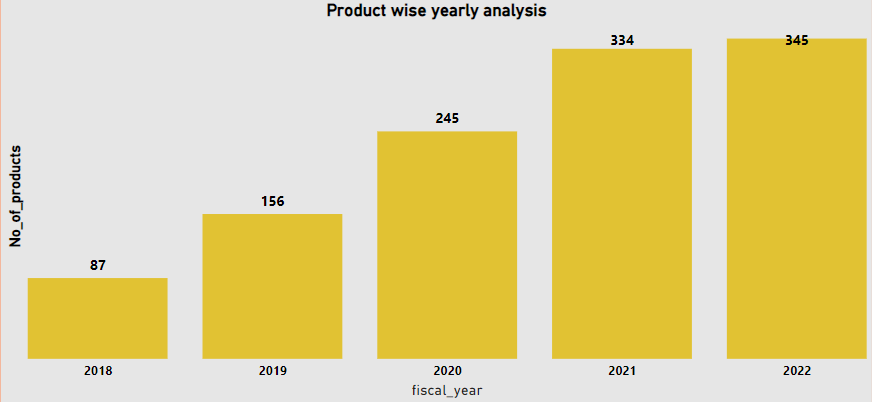 Product wise yearly analysis
No_of_products
345
334
245
156
87
2018 2019 2020 2021 2022
fiscal_year